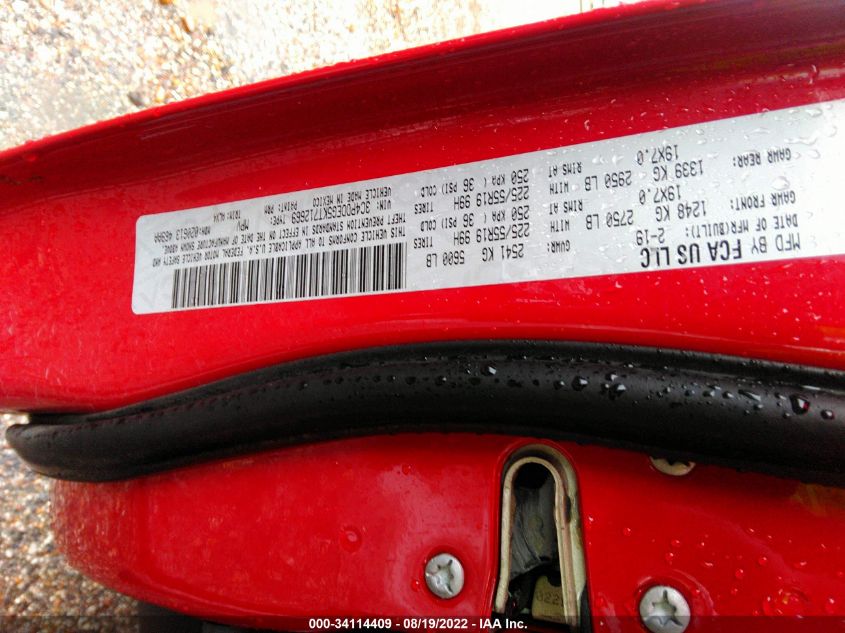 MFD BY FCA US LLC
DATE OF MFR(BUILT): 2-19
GVWR: 2541 KG 5600 LB
GAWR FRONT: 1248 KG 2750 LB
WITH 225/55R19 99H
19X7.0 RIMS AT 250 KPA ( 36 PSI) COLD
GAWR REAR: 1339 KG 2950 LB
WITH 225/55R19 99H
19X7.0 RIMS AT 250 KPA ( 36 PSI) COLD
THIS VEHICLE CONFORMS TO ALL APPLICABLE U.S.A. FEDERAL MOTOR VEHICLE SAFETY AND
THEFT PREVENTION STANDARDS IN EFFECT ON THE DATE OF MANUFACTURE SHOWN ABOVE.
VIN: TYPE: MPV
VEHICLE MADE IN MEXICO PAINT: PRM
000-34114409 - 08/19/2022 - IAA Inc.